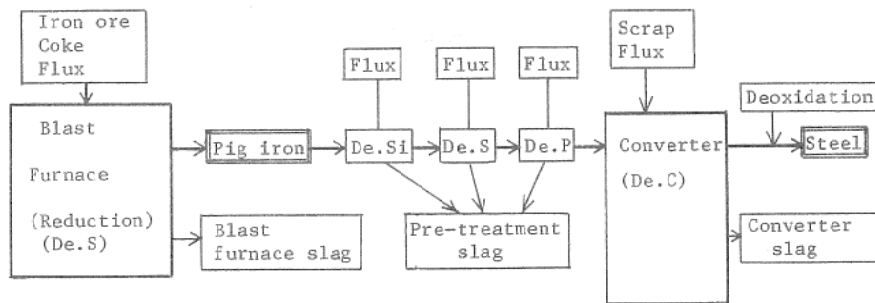 Iron ore
Coke
Flux
Blast
Furnace
(Reduction)
(De.S)
Pig iron
Blast
furnace slag
Flux
Flux
Flux
De.Si
De.S
De.P
Pre-treatment
slag
Scrap
Flux
Converter
(De.C)
Deoxidation
Steel
Converter
slag